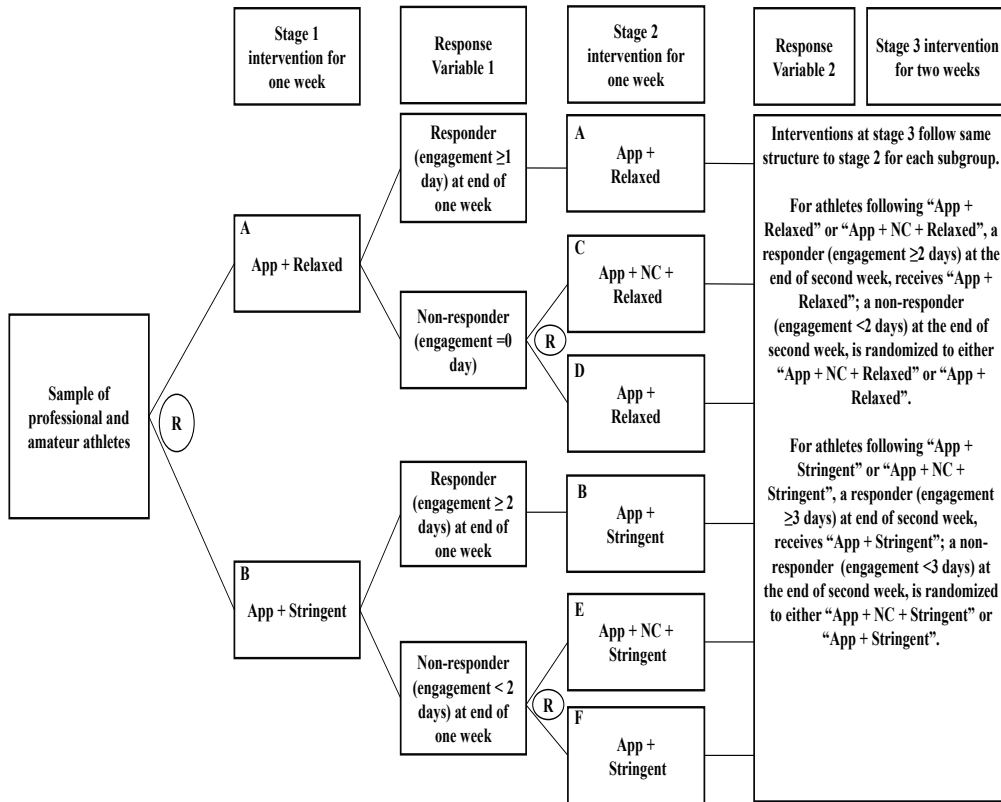 Stage 1
intervention for
one week
Response
Variable 1
Stage 2
intervention for
one week
Response
Variable 2
Stage 3 intervention
for two weeks
Sample of
professional and
amateur athletes
R
A
App + Relaxed
B
App + Stringent
Responder
(engagement ≥1
day) at end of
one week
Non-responder
(engagement =0
day)
R
Responder
(engagement ≥ 2
days) at end of
one week
Non-responder
(engagement < 2
days) at end of
one week
R
A
App +
Relaxed
C
App + NC +
Relaxed
D
App +
Relaxed
B
App +
Stringent
E
App + NC +
Stringent
F
App +
Stringent
Interventions at stage 3 follow same
structure to stage 2 for each subgroup.
For athletes following “App +
Relaxed” or “App + NC + Relaxed”, a
responder (engagement ≥2 days) at the
end of second week, receives “App +
Relaxed”; a non-responder
(engagement <2 days) at the end of
second week, is randomized to either
“App + NC + Relaxed” or “App +
Relaxed”.
For athletes following “App +
Stringent” or “App + NC +
Stringent”, a responder (engagement
≥3 days) at end of second week,
receives “App + Stringent”; a non-
responder (engagement <3 days) at
the end of second week, is randomized
to either “App + NC + Stringent” or
“App + Stringent”.